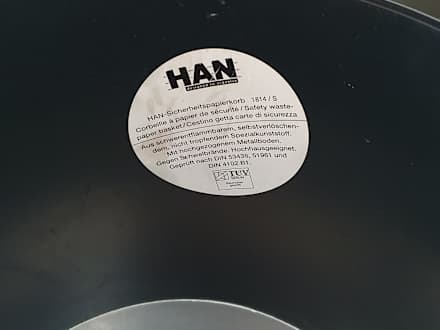 HAN
HAN-Sicherheitspapierkorb 1814/S
Corbeille à papier de sécurité / Safety waste-
paper basket / Cestino getta carte di sicurezza
Aus schwerentflammbarem, selbstverlöschen-
dem, nicht tropfendem Spezialkunststoff.
Mit hochgezogenem Metallboden.
Gegen Schwelbrände. Hochhausgeeignet.
Geprüft nach DIN 53438, 51961 und
DIN 4102 B1.
TÜV